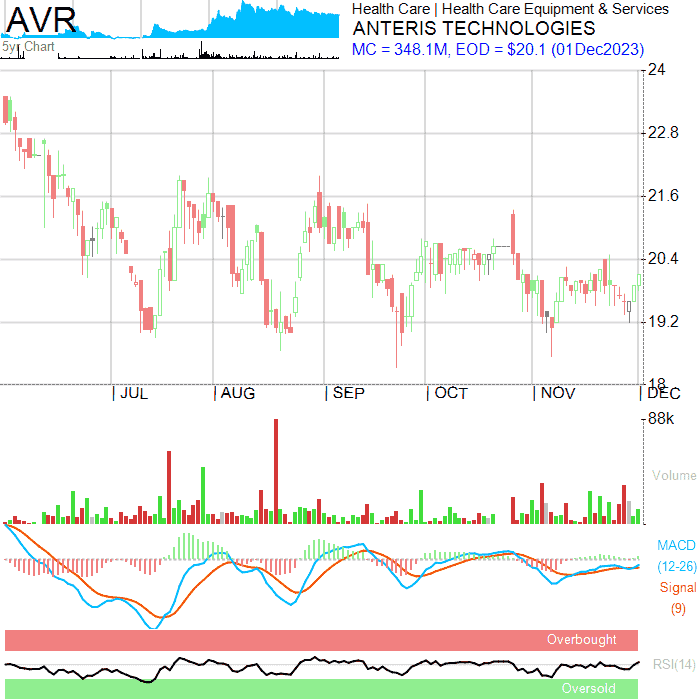 AVR
Health Care | Health Care Equipment & Services
ANTERIS TECHNOLOGIES
MC = 348.1M, EOD = $20.1 (01Dec2023)
5yr Chart
24
22.8
21.6
20.4
19.2
18
JUL AUG SEP OCT NOV DEC
88k
Volume
MACD
(12-26)
Signal
(9)
Overbought
RSI(14)
Oversold